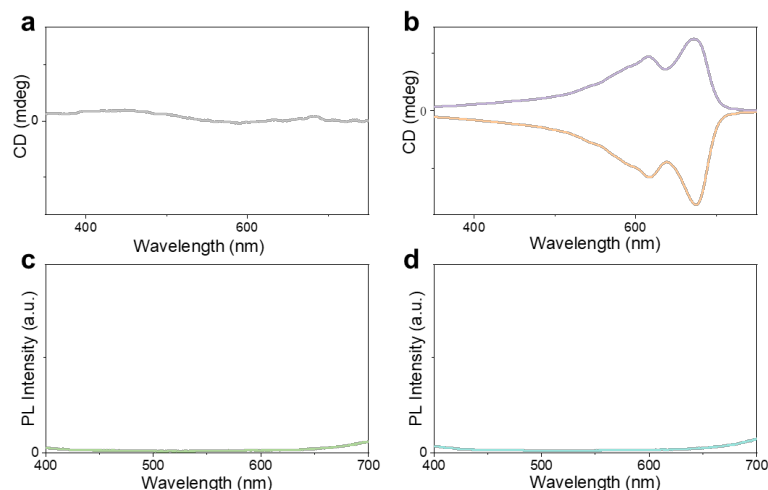 a
CD (mdeg)
0
400
600
Wavelength (nm)
b
CD (mdeg)
0
400
600
Wavelength (nm)
c
PL Intensity (a.u.)
0
400
500
600
700
Wavelength (nm)
d
PL Intensity (a.u.)
0
400
500
600
700
Wavelength (nm)